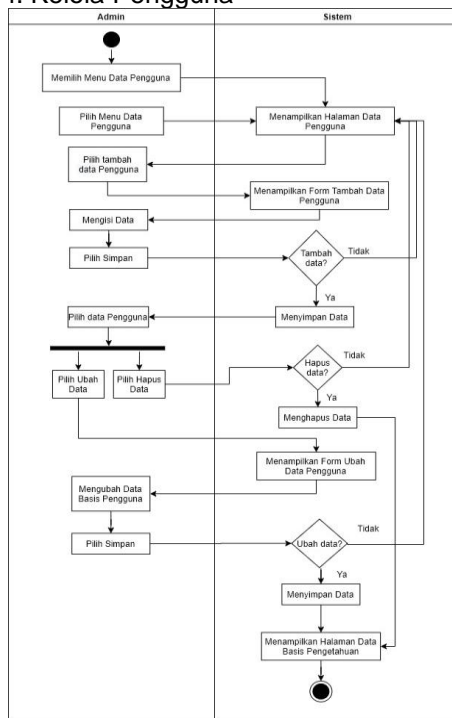 Kelola Pengguna
Admin
Sistem
Memilih Menu Data Pengguna
Pilih Menu Data
Pengguna
Menampilkan Halaman Data
Pengguna
Pilih tambah
data Pengguna
Menampilkan Form Tambah Data
Pengguna
Mengisi Data
Pilih Simpan
Tambah
data?
Tidak
Ya
Pilih data Pengguna
Menyimpan Data
Pilih Ubah
Data
Pilih Hapus
Data
Hapus
data?
Tidak
Ya
Menghapus Data
Menampilkan Form Ubah
Data Pengguna
Mengubah Data
Basis Pengguna
Pilih Simpan
Ubah data?
Tidak
Ya
Menyimpan Data
Menampilkan Halaman Data
Basis Pengetahuan